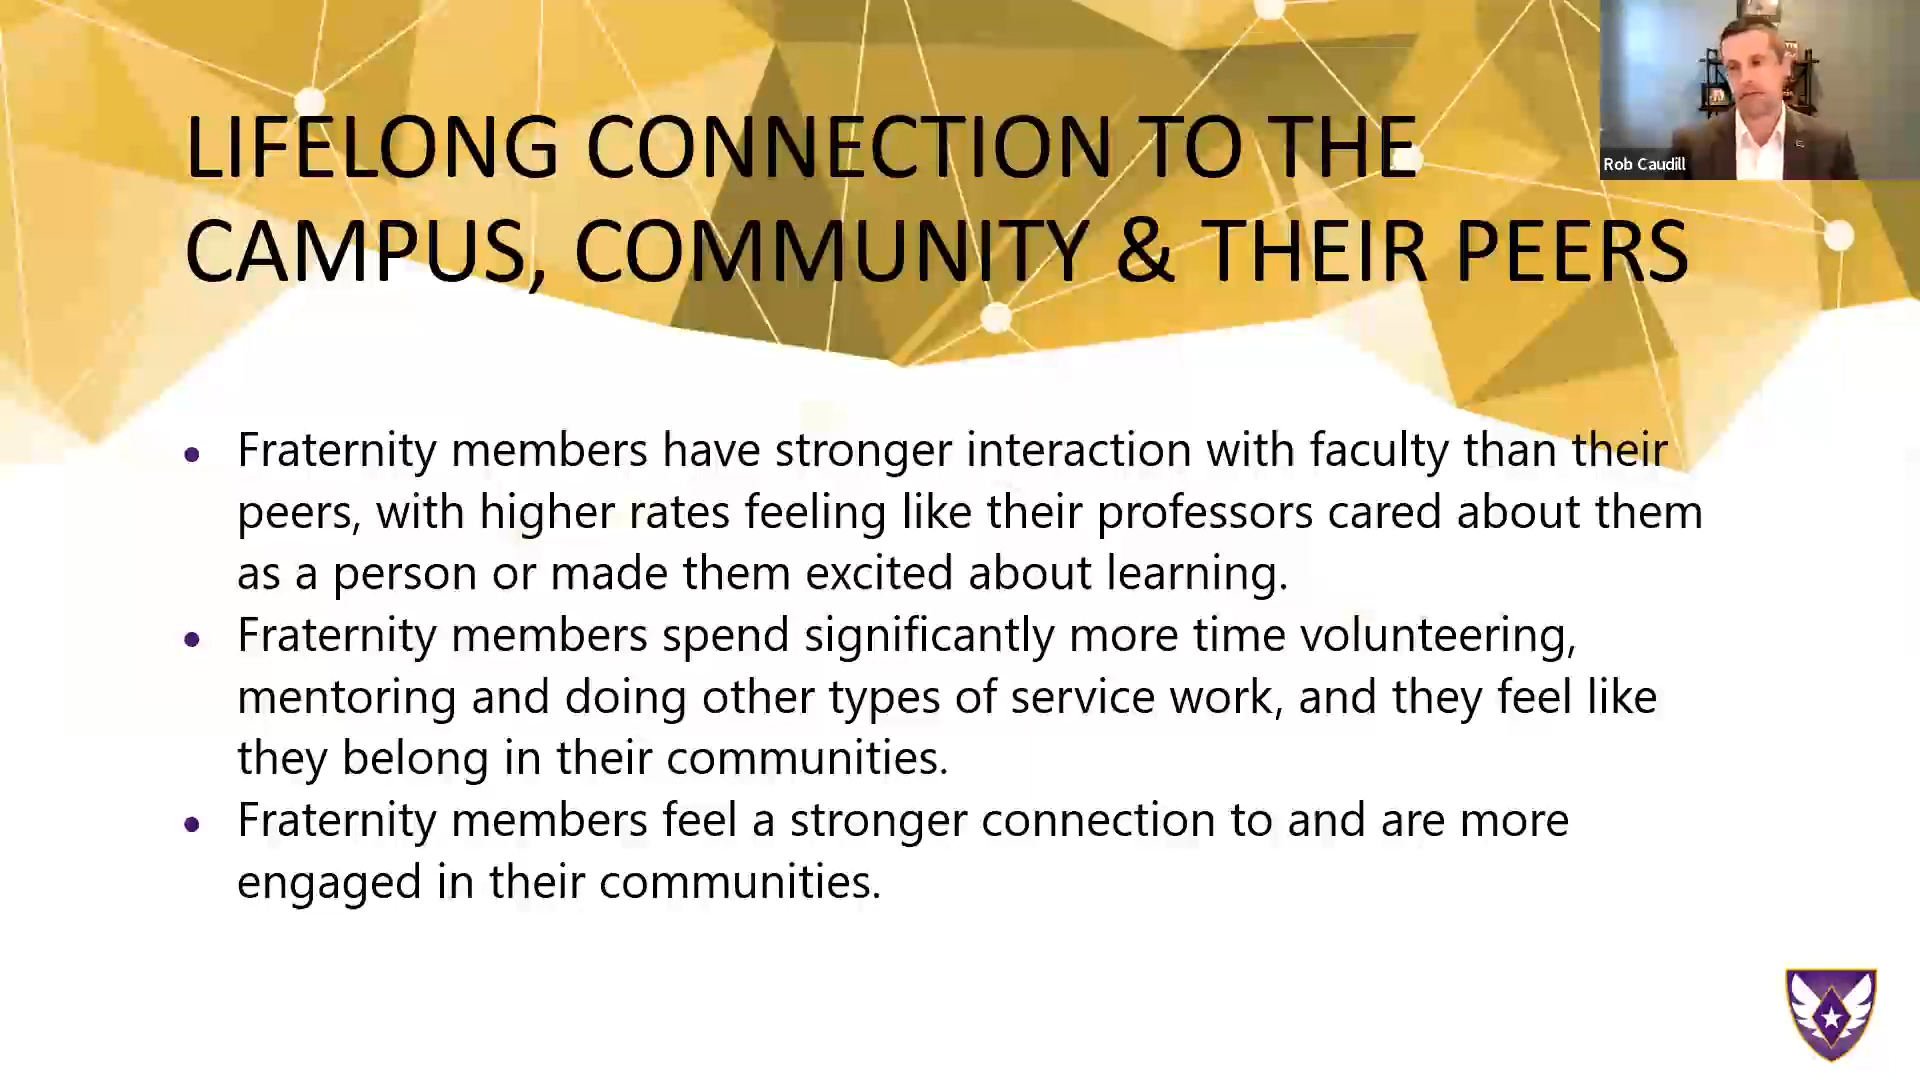 LIFELONG CONNECTION TO THE
CAMPUS, COMMUNITY & THEIR PEERS
Rob Caudill
• Fraternity members have stronger interaction with faculty than their
peers, with higher rates feeling like their professors cared about them
as a person or made them excited about learning.
• Fraternity members spend significantly more time volunteering,
mentoring and doing other types of service work, and they feel like
they belong in their communities.
• Fraternity members feel a stronger connection to and are more
engaged in their communities.